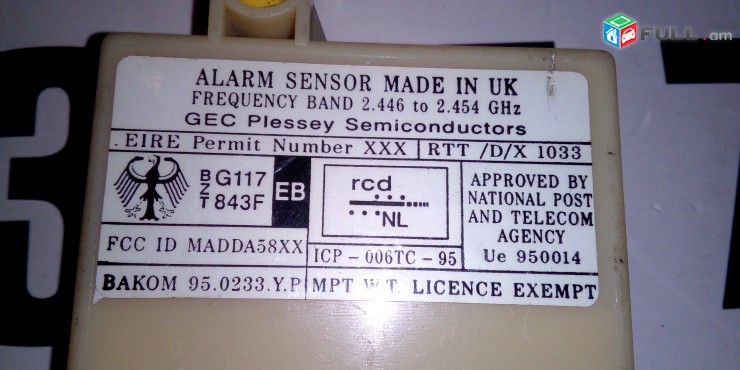 FULL.am
ALARM SENSOR MADE IN UK
FREQUENCY BAND 2.446 to 2.454 GHz
GEC Plessey Semiconductors
EIRE Permit Number XXX
RTT /D/X 1033
BZT G117 843F
EB
rcd
NL
APPROVED BY
NATIONAL POST
AND TELECOM
AGENCY
Ue 950014
FCC ID MADDA58XX
ICP - 006TC - 95
BAKOM 95.0233.Y.P
MPT W.T. LICENCE EXEMPT
3